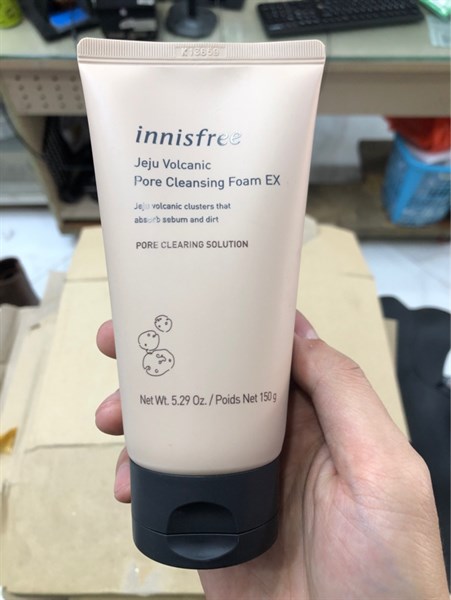 innisfree
Jeju Volcanic
Pore Cleansing Foam EX
Jeju volcanic clusters that
absorb sebum and dirt
PORE CLEARING SOLUTION
Net Wt. 5.29 Oz. / Poids Net 150 g